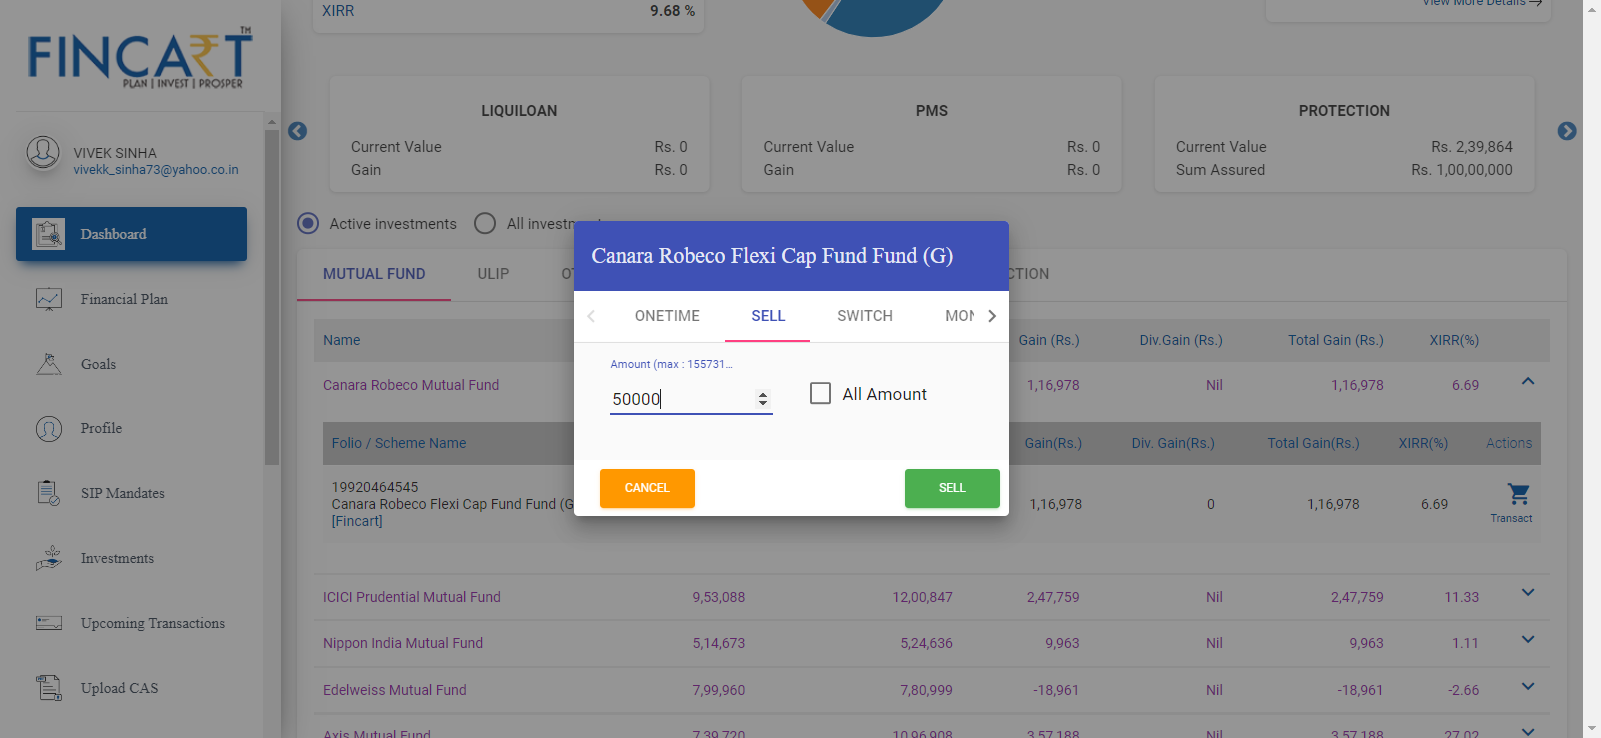 XIRR 9.68 %
View More Details →
FINCART™
PLAN | INVEST | PROSPER
VIVEK SINHA
vivekk_sinha73@yahoo.co.in
Dashboard
Financial Plan
Goals
Profile
SIP Mandates
Investments
Upcoming Transactions
Upload CAS
LIQUILOAN
Current Value Rs. 0
Gain Rs. 0
PMS
Current Value Rs. 0
Gain Rs. 0
PROTECTION
Current Value Rs. 2,39,864
Sum Assured Rs. 1,00,00,000
Active investments All
MUTUAL FUND ULIP
Name Gain (Rs.) Div.Gain (Rs.) Total Gain (Rs.) XIRR(%)
Canara Robeco Mutual Fund 1,16,978 Nil 1,16,978 6.69
Folio / Scheme Name Gain(Rs.) Div. Gain(Rs.) Total Gain(Rs.) XIRR(%) Actions
19920464545
Canara Robeco Flexi Cap Fund Fund (G 1,16,978 0 1,16,978 6.69
[Fincart]
Transact
ICICI Prudential Mutual Fund 9,53,088 12,00,847 2,47,759 Nil 2,47,759 11.33
Nippon India Mutual Fund 5,14,673 5,24,636 9,963 Nil 9,963 1.11
Edelweiss Mutual Fund 7,99,960 7,80,999 -18,961 Nil -18,961 -2.66
Axis Mutual Fund 7,39,720 10,96,908 3,57,188 Nil 3,57,188 27.02
Canara Robeco Flexi Cap Fund Fund (G)
ONETIME SELL SWITCH MON
Amount (max : 155731...
50000
All Amount
CANCEL SELL